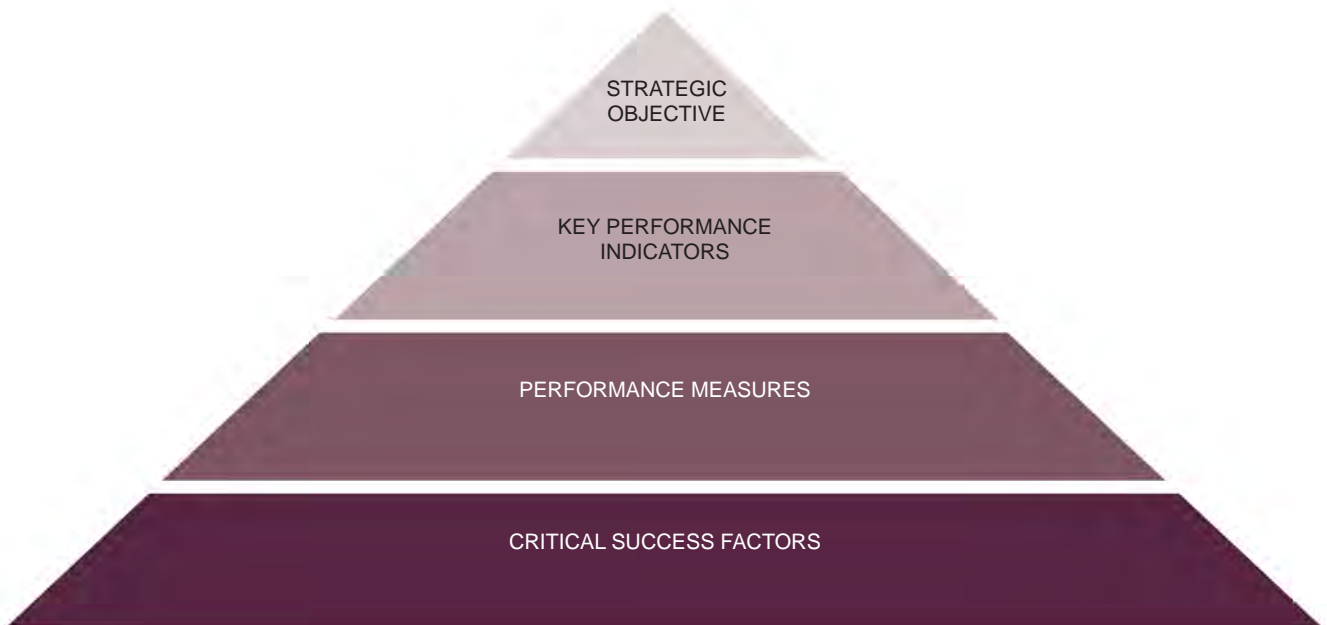 STRATEGIC
OBJECTIVE
KEY PERFORMANCE
INDICATORS
PERFORMANCE MEASURES
CRITICAL SUCCESS FACTORS